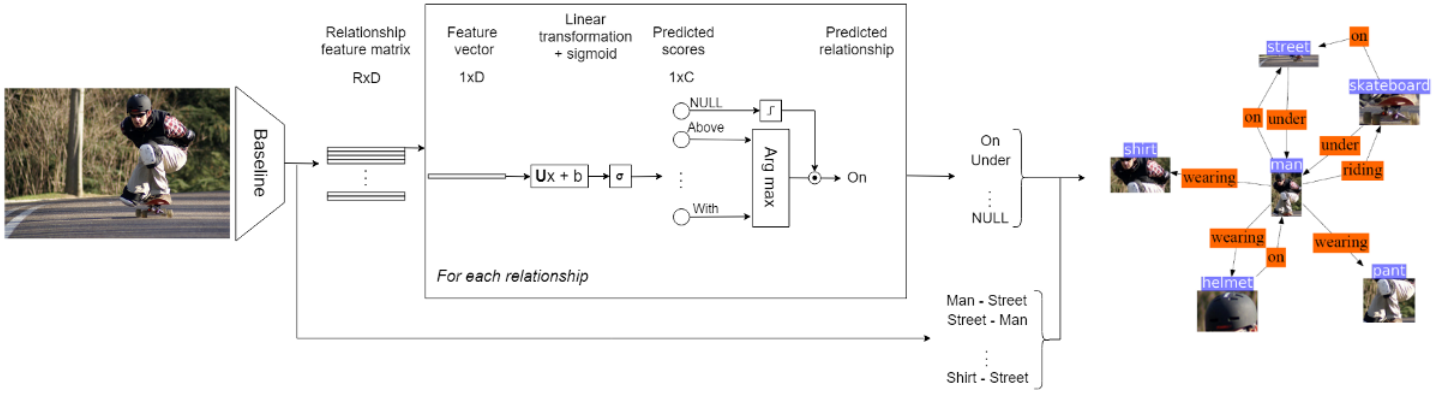 Baseline
Relationship
feature matrix
RxD
Feature
vector
1xD
Linear
transformation
+ sigmoid
Predicted
scores
1xC
Predicted
relationship
Ux + b
σ
NULL
Above
⋮
With
Arg max
On
For each relationship
On
Under
⋮
NULL
Man - Street
Street - Man
⋮
Shirt - Street
street
on
skateboard
on
under
under
shirt
man
riding
wearing
wearing
on
wearing
helmet
pant